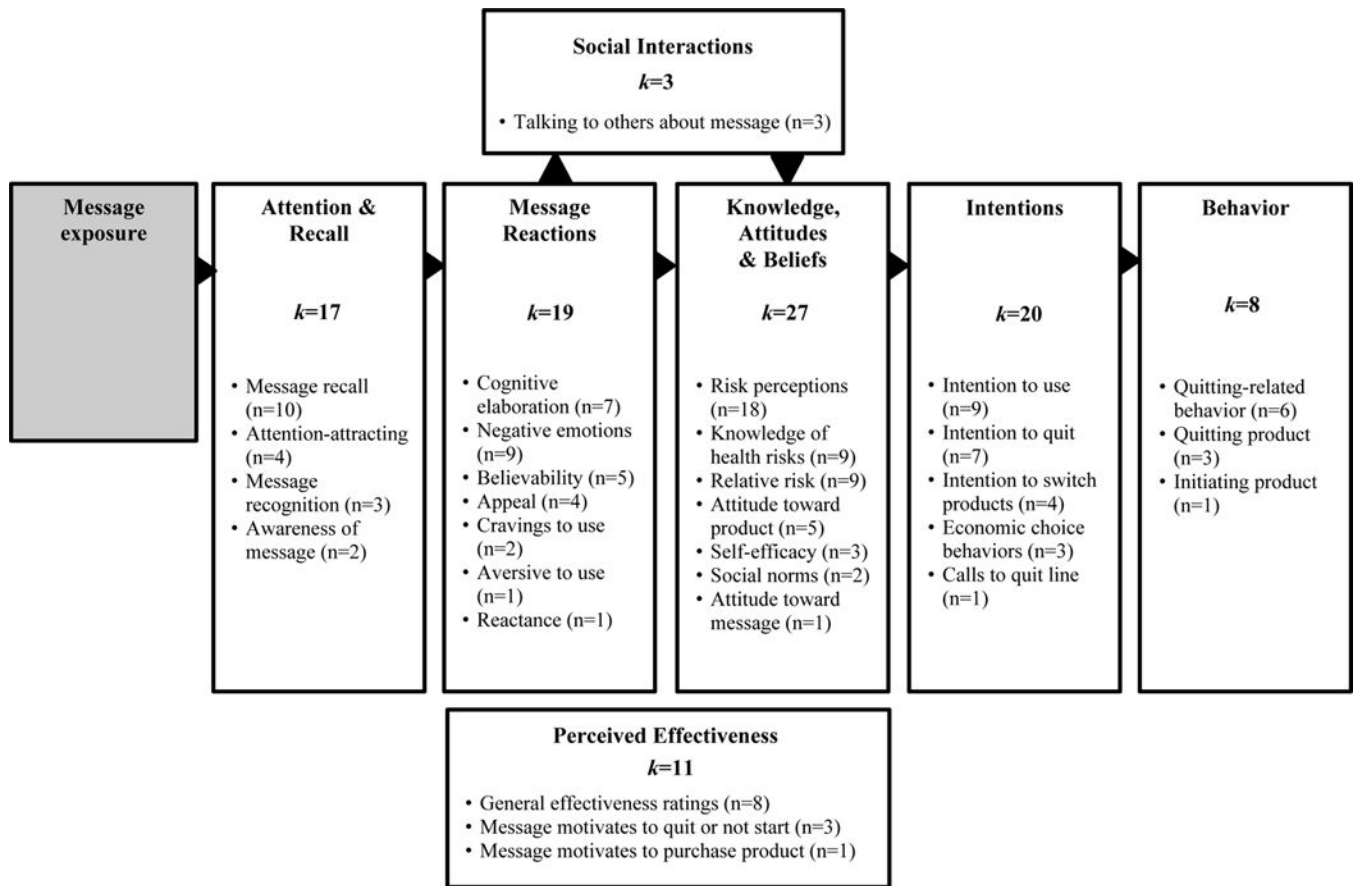 Social Interactions
k=3
• Talking to others about message (n=3)
Message
exposure
Attention &
Recall
k=17
• Message recall
(n=10)
• Attention-attracting
(n=4)
• Message
recognition (n=3)
• Awareness of
message (n=2)
Message
Reactions
k=19
• Cognitive
elaboration (n=7)
• Negative emotions
(n=9)
• Believability (n=5)
• Appeal (n=4)
• Cravings to use
(n=2)
• Aversive to use
(n=1)
• Reactance (n=1)
Knowledge,
Attitudes
& Beliefs
k=27
• Risk perceptions
(n=18)
• Knowledge of
health risks (n=9)
• Relative risk (n=9)
• Attitude toward
product (n=5)
• Self-efficacy (n=3)
• Social norms (n=2)
• Attitude toward
message (n=1)
Intentions
k=20
• Intention to use
(n=9)
• Intention to quit
(n=7)
• Intention to switch
products (n=4)
• Economic choice
behaviors (n=3)
• Calls to quit line
(n=1)
Behavior
k=8
• Quitting-related
behavior (n=6)
• Quitting product
(n=3)
• Initiating product
(n=1)
Perceived Effectiveness
k=11
• General effectiveness ratings (n=8)
• Message motivates to quit or not start (n=3)
• Message motivates to purchase product (n=1)